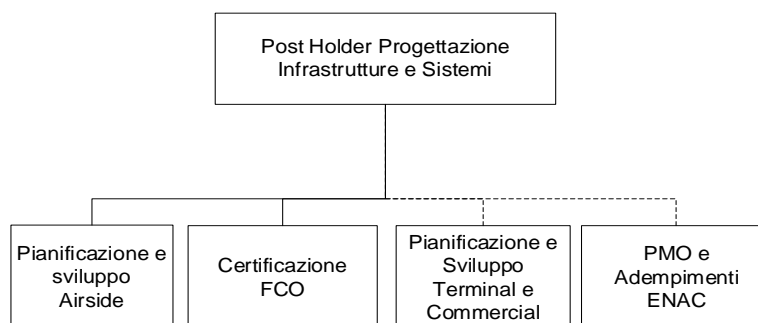 Post Holder Progettazione
Infrastrutture e Sistemi
Pianificazione e
sviluppo
Airside
Certificazione
FCO
Pianificazione e
Sviluppo
Terminal e
Commercial
PMO e
Adempimenti
ENAC